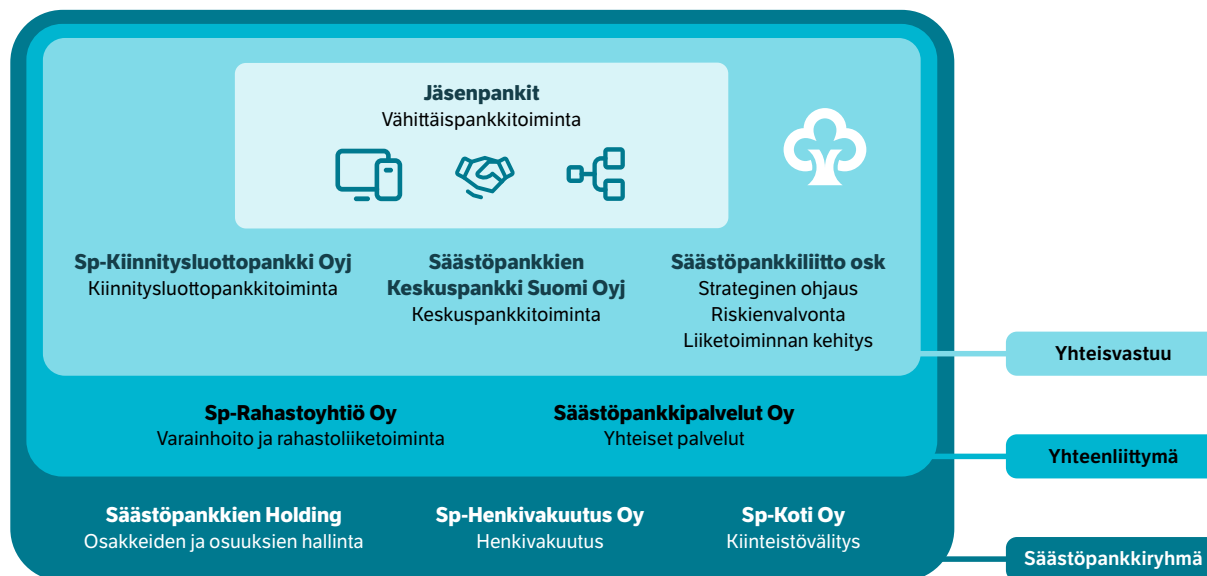 Jäsenpankit
Vähittäispankkitoiminta
Sp-Kiinnitysluottopankki Oyj
Kiinnitysluottopankkitoiminta
Säästöpankkien
Keskuspankki Suomi Oyj
Keskuspankkitoiminta
Säästöpankkiliitto osk
Strateginen ohjaus
Riskienvalvonta
Liiketoiminnan kehitys
Yhteisvastuu
Sp-Rahastoyhtiö Oy
Varainhoito ja rahastoliiketoiminta
Säästöpankkipalvelut Oy
Yhteiset palvelut
Yhteenliittymä
Säästöpankkien Holding
Osakkeiden ja osuuksien hallinta
Sp-Henkivakuutus Oy
Henkivakuutus
Sp-Koti Oy
Kiinteistövälitys
Säästöpankkiryhmä